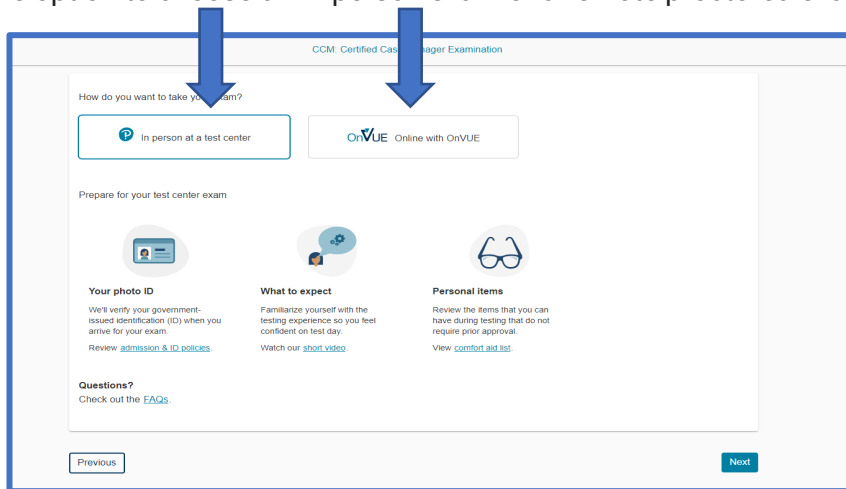 CCM: Certified Cas ager Examination
How do you want to take yo am?
In person at a test center
OnVUE Online with OnVUE
Prepare for your test center exam
Your photo ID
We'll verify your government-
issued identification (ID) when you
arrive for your exam.
Review admission & ID policies.
What to expect
Familiarize yourself with the
testing experience so you feel
confident on test day.
Watch our short video.
Personal items
Review the items that you can
have during testing that do not
require prior approval.
View comfort aid list.
Questions?
Check out the FAQs.
Previous
Next